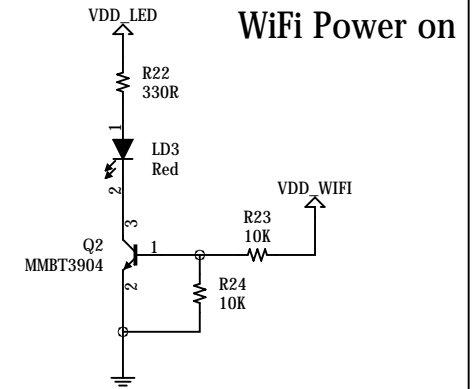 VDD_LED
WiFi Power on
R22
330R
1
LD3
Red
2
VDD_WIFI
3
R23
10K
Q2
MMBT3904
1
R24
10K
2